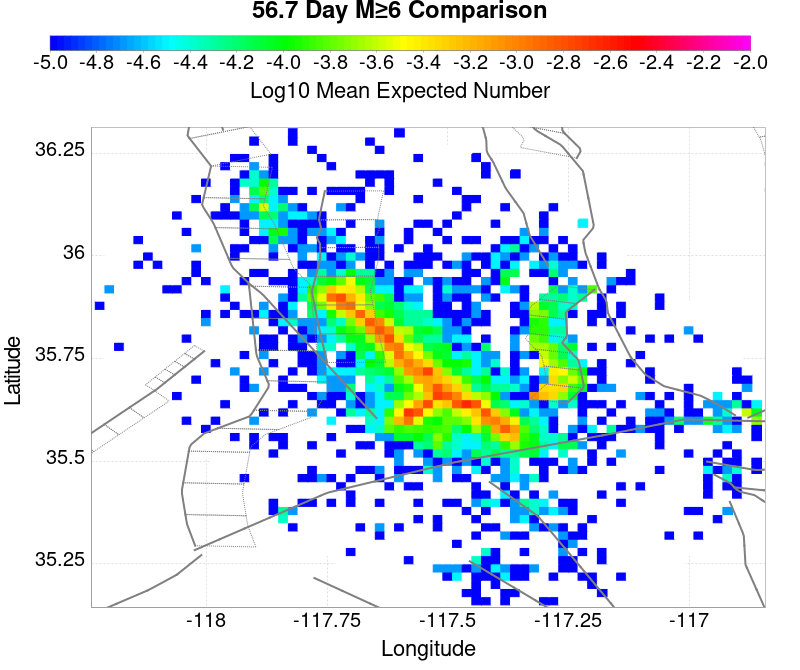 56.7 Day M≥6 Comparison
-5.0 -4.8 -4.6 -4.4 -4.2 -4.0 -3.8 -3.6 -3.4 -3.2 -3.0 -2.8 -2.6 -2.4 -2.2 -2.0
Log10 Mean Expected Number
36.25
36
35.75
35.5
35.25
Latitude
-118 -117.75 -117.5 -117.25 -117
Longitude